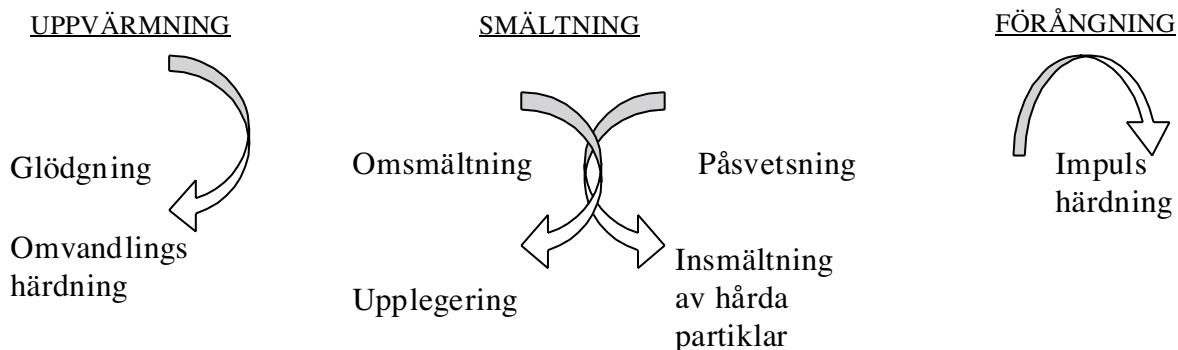 UPPVÄRMNING
Glödgning
Omvandlings
härdning
SMÄLTNING
Omsmältning
Påsvetsning
Upplegering
Insmältning
av hårda
partiklar
FÖRÅNGNING
Impuls
härdning